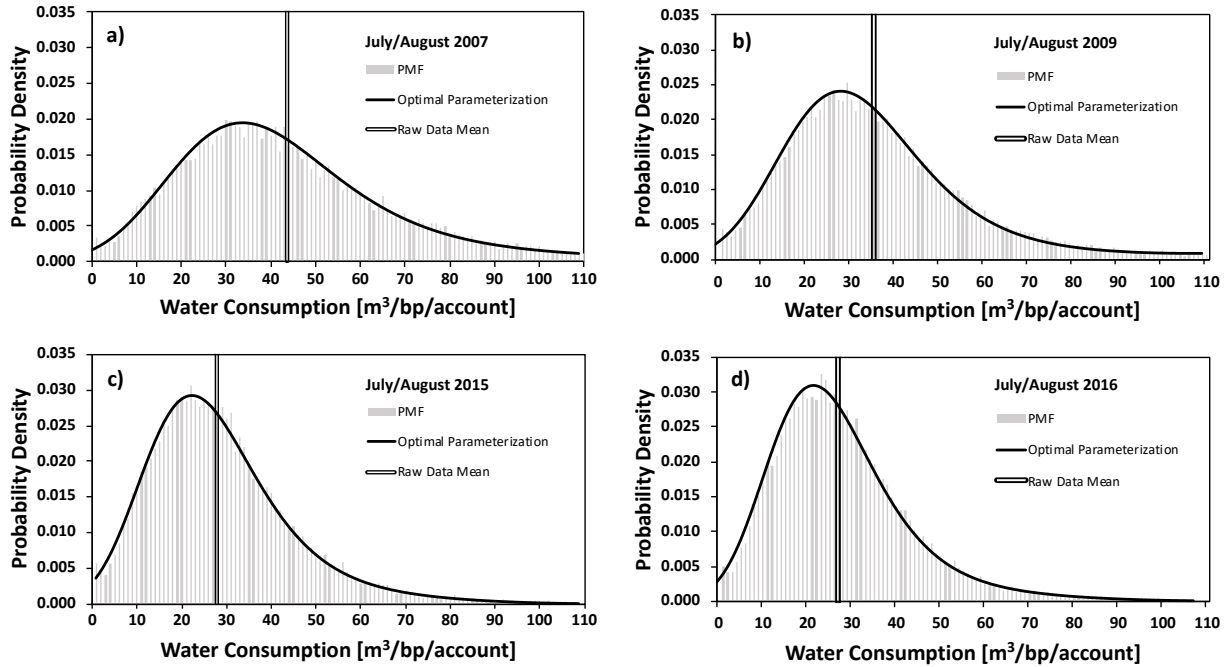 a)
July/August 2007
PMF
Optimal Parameterization
Raw Data Mean
Probability Density
0.035
0.030
0.025
0.020
0.015
0.010
0.005
0.000
0 10 20 30 40 50 60 70 80 90 100 110
Water Consumption [m³/bp/account]
b)
July/August 2009
PMF
Optimal Parameterization
Raw Data Mean
Probability Density
0.035
0.030
0.025
0.020
0.015
0.010
0.005
0.000
0 10 20 30 40 50 60 70 80 90 100 110
Water Consumption [m³/bp/account]
c)
July/August 2015
PMF
Optimal Parameterization
Raw Data Mean
Probability Density
0.035
0.030
0.025
0.020
0.015
0.010
0.005
0.000
0 10 20 30 40 50 60 70 80 90 100 110
Water Consumption [m³/bp/account]
d)
July/August 2016
PMF
Optimal Parameterization
Raw Data Mean
Probability Density
0.035
0.030
0.025
0.020
0.015
0.010
0.005
0.000
0 10 20 30 40 50 60 70 80 90 100 110
Water Consumption [m³/bp/account]